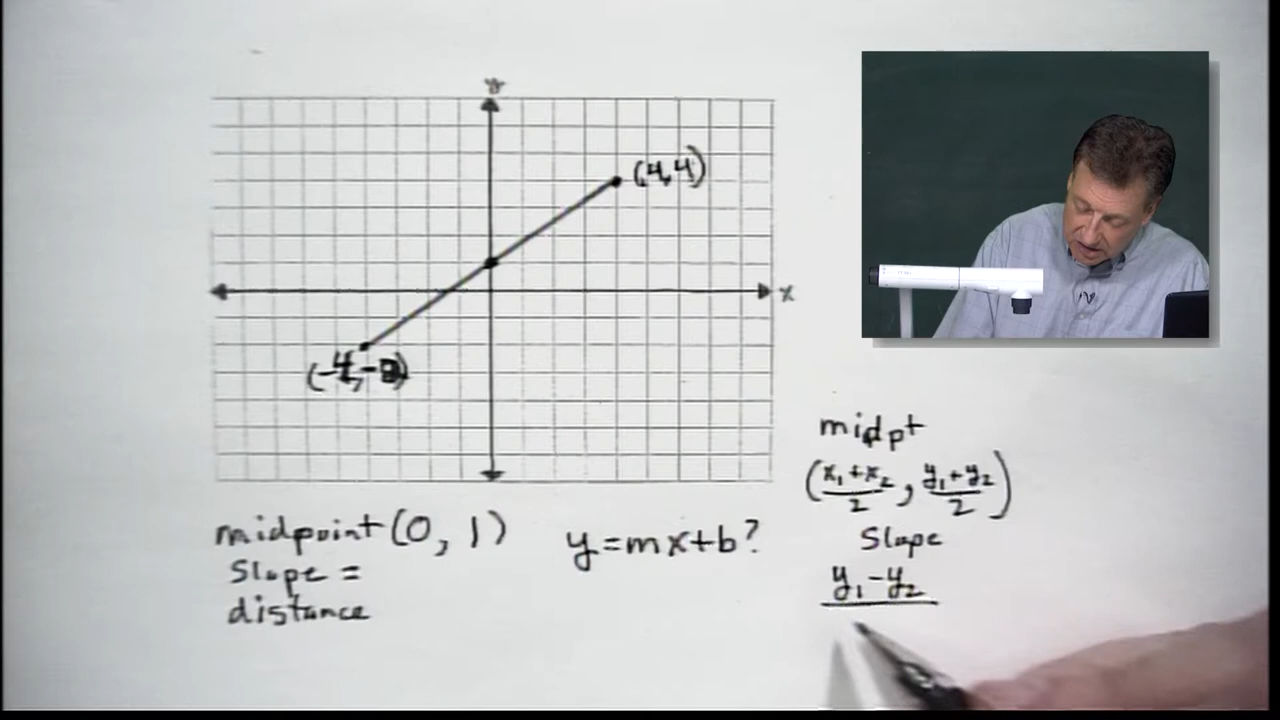 y
(4,4)
x
(-4,-2)
midpoint (0, 1)
Slope =
distance
y=mx+b?
midpt
(x₁+x₂/2, y₁+y₂/2)
Slope
y₁-y₂